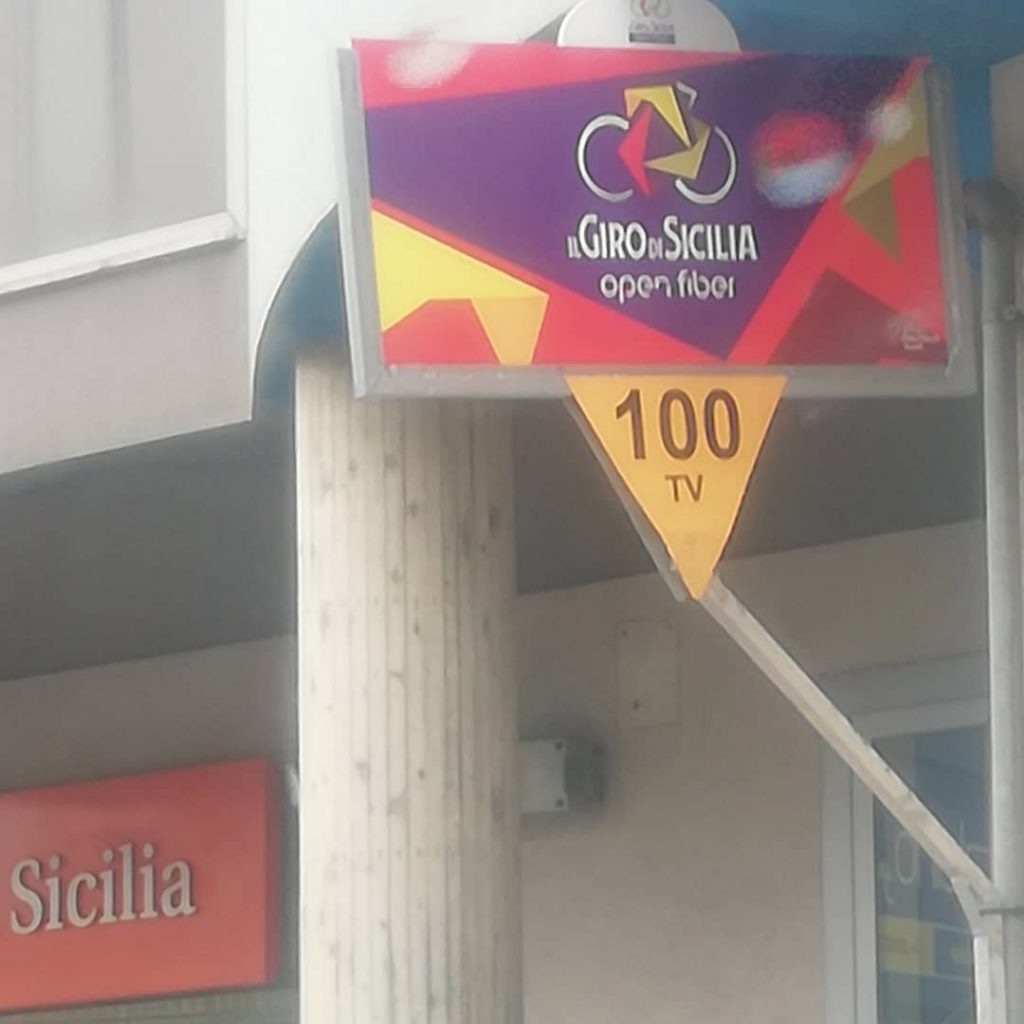 IL GIRO DI SICILIA
open fiber
100
TV
Sicilia